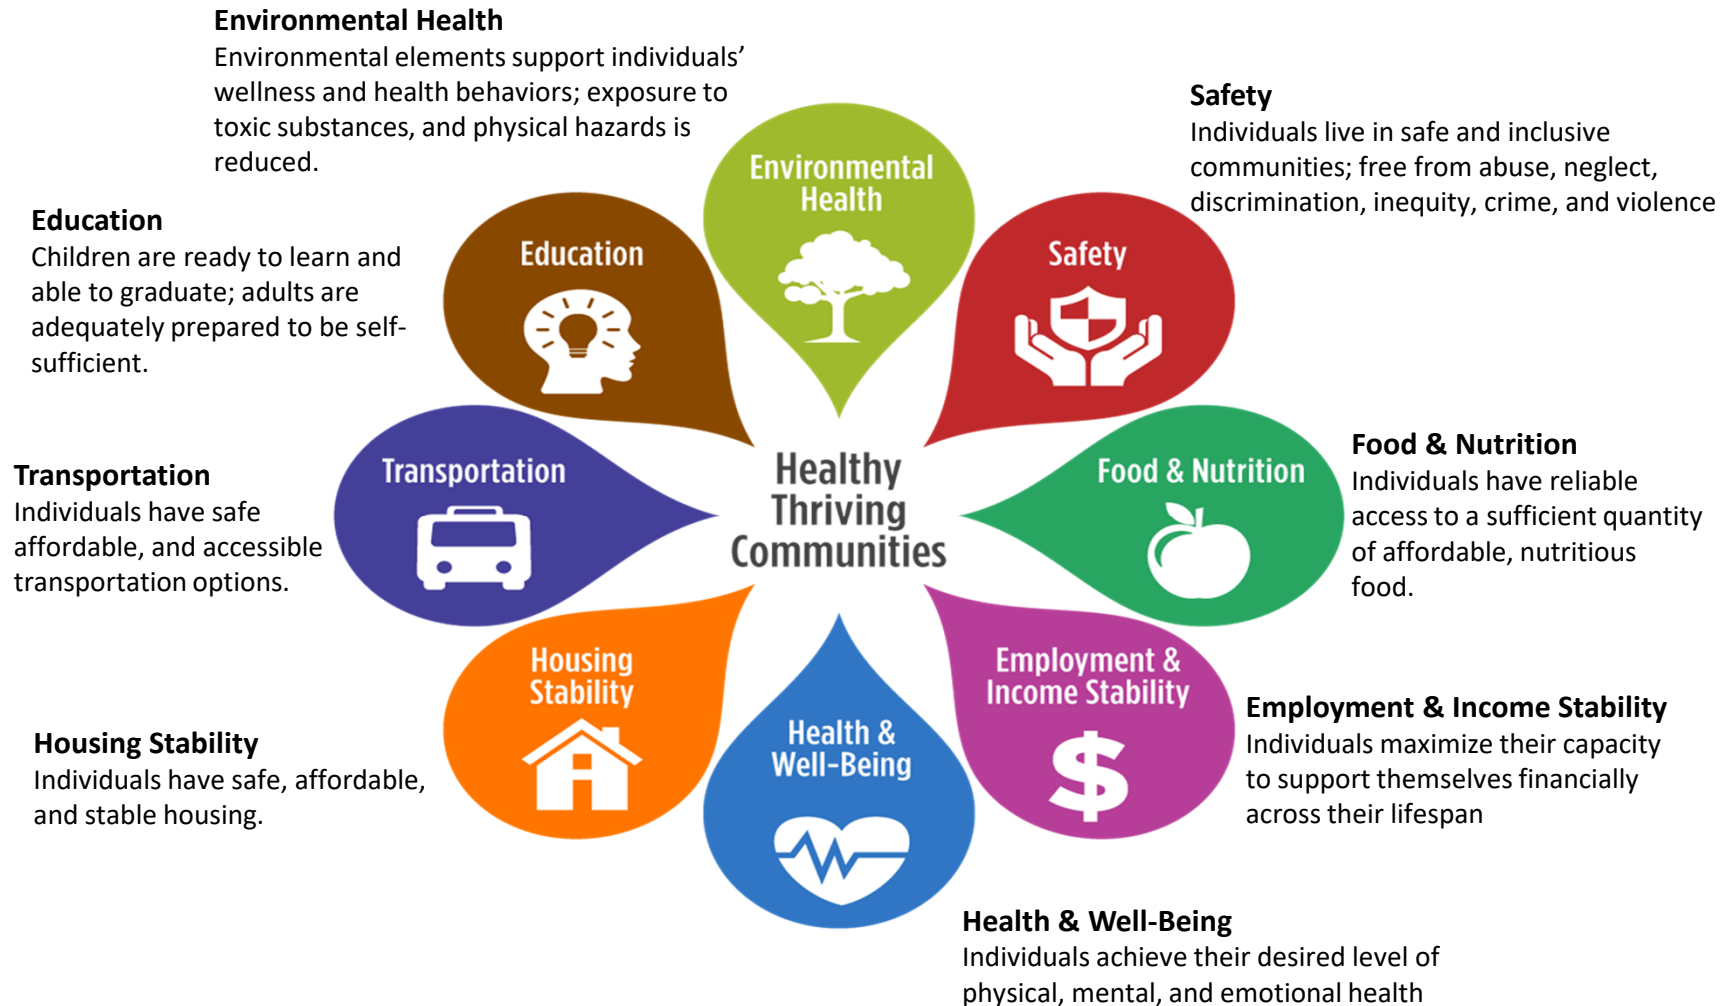 Environmental Health
Environmental elements support individuals’
wellness and health behaviors; exposure to
toxic substances, and physical hazards is
reduced.
Safety
Individuals live in safe and inclusive
communities; free from abuse, neglect,
discrimination, inequity, crime, and violence
Education
Children are ready to learn and
able to graduate; adults are
adequately prepared to be self-
sufficient.
Environmental
Health
Education
Safety
Transportation
Individuals have safe
affordable, and accessible
transportation options.
Transportation
Healthy
Thriving
Communities
Food & Nutrition
Food & Nutrition
Individuals have reliable
access to a sufficient quantity
of affordable, nutritious
food.
Housing
Stability
Health &
Well-Being
Employment &
Income Stability
Housing Stability
Individuals have safe, affordable,
and stable housing.
Employment & Income Stability
Individuals maximize their capacity
to support themselves financially
across their lifespan
$
Health & Well-Being
Individuals achieve their desired level of
physical, mental, and emotional health